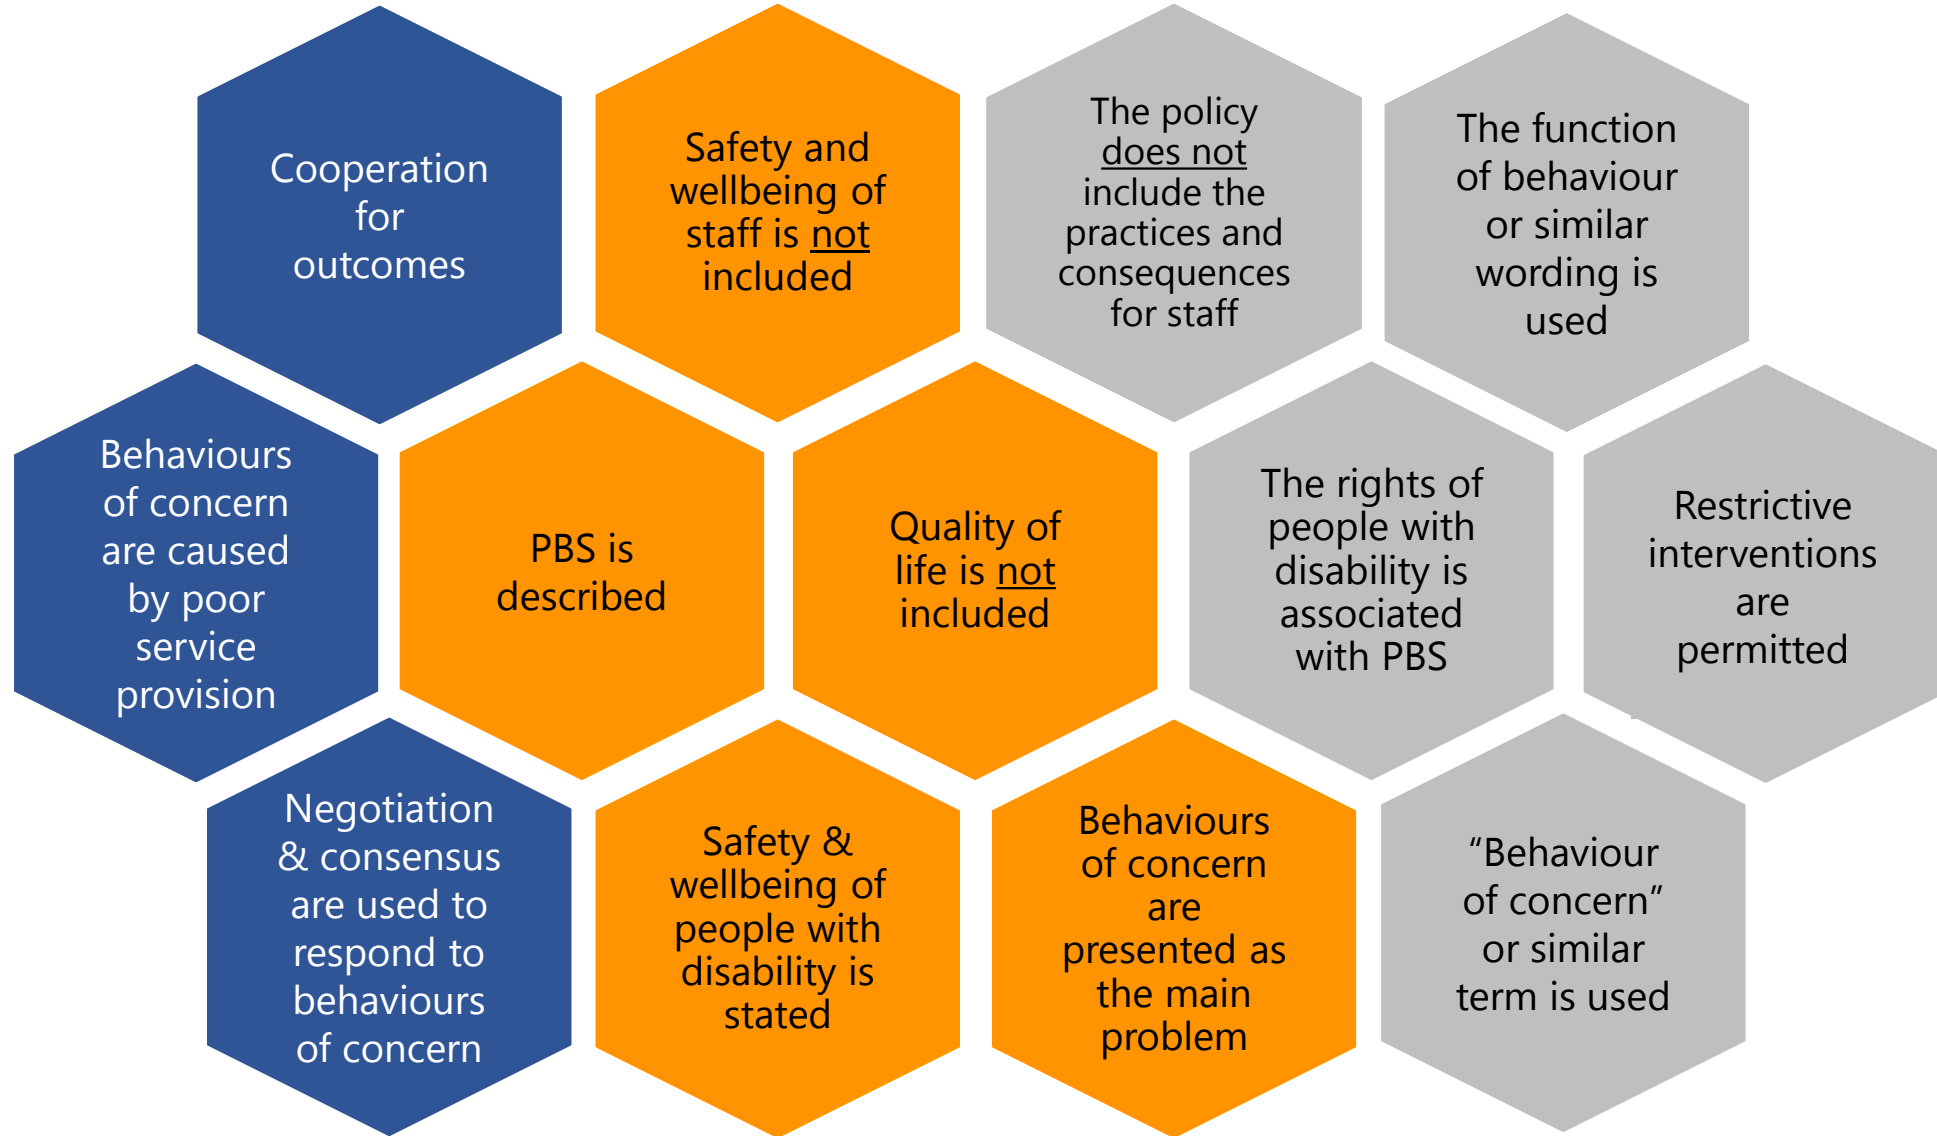 Cooperation
for
outcomes
Safety and
wellbeing of
staff is not
included
The policy
does not
include the
practices and
consequences
for staff
The function
of behaviour
or similar
wording is
used
Behaviours
of concern
are caused
by poor
service
provision
PBS is
described
Quality of
life is not
included
The rights of
people with
disability is
associated
with PBS
Restrictive
interventions
are
permitted
Negotiation
& consensus
are used to
respond to
behaviours
of concern
Safety &
wellbeing of
people with
disability is
stated
Behaviours
of concern
are
presented as
the main
problem
“Behaviour
of concern”
or similar
term is used